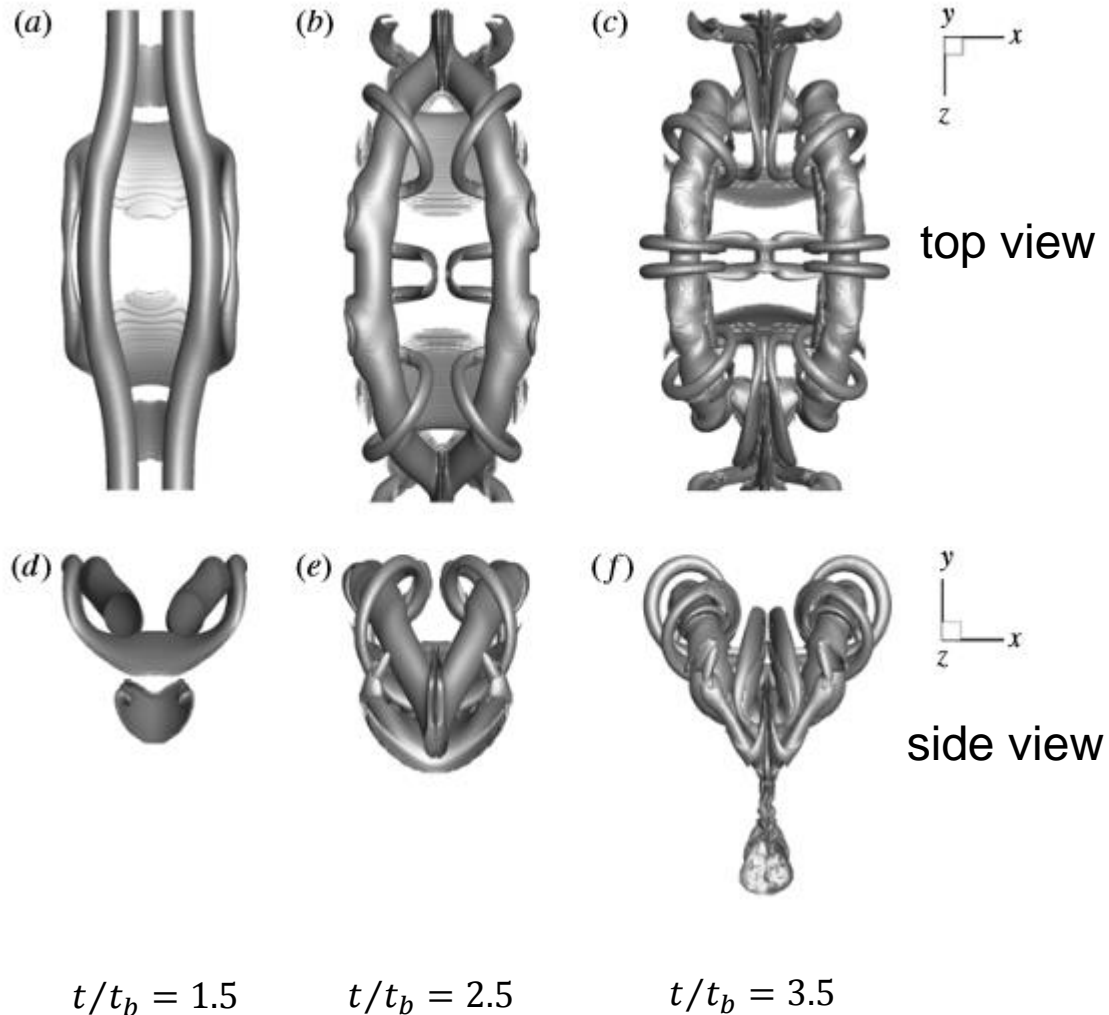 (a)
(b)
(c)
y
x
z
top view
(d)
(e)
(f)
y
x
z
side view
t/t_b = 1.5
t/t_b = 2.5
t/t_b = 3.5